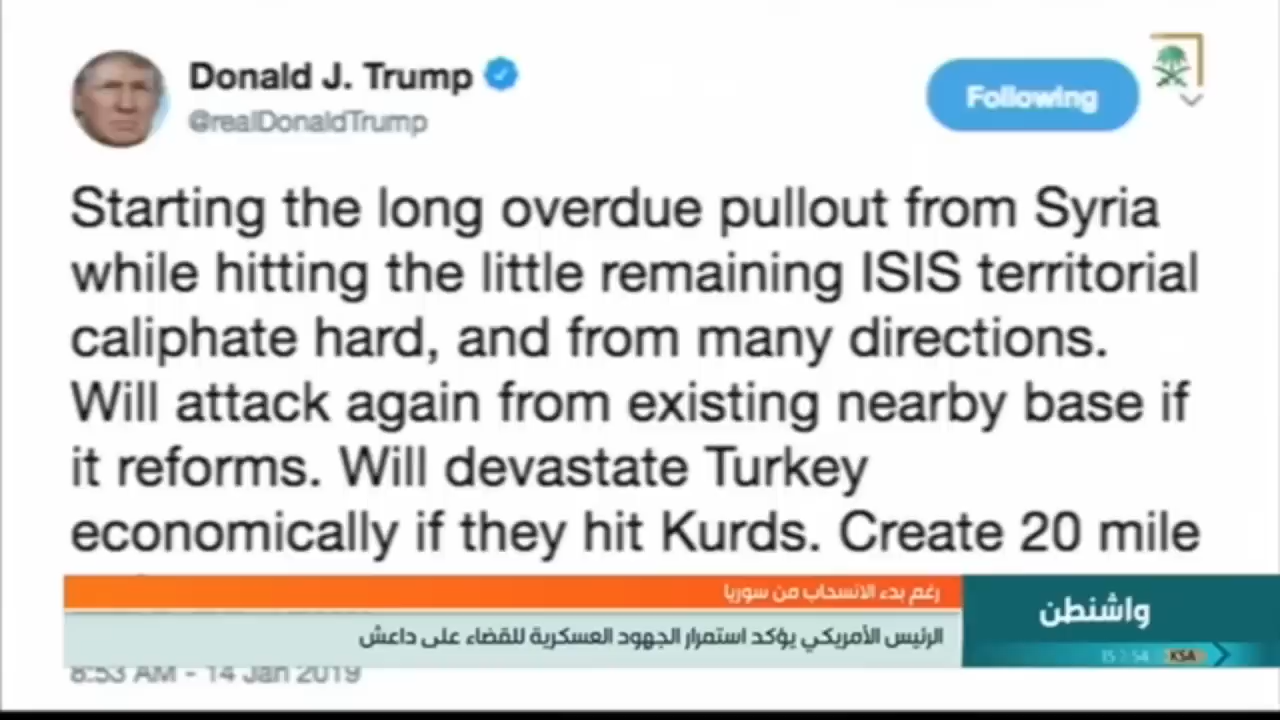 Donald J. Trump
@realDonaldTrump
Following
Starting the long overdue pullout from Syria
while hitting the little remaining ISIS territorial
caliphate hard, and from many directions.
Will attack again from existing nearby base if
it reforms. Will devastate Turkey
economically if they hit Kurds. Create 20 mile
رغم بدء الانسحاب من سوريا
واشنطن
الرئيس الأمريكي يؤكد استمرار الجهود العسكرية للقضاء على داعش
KSA
8:53 AM - 14 Jan 2019